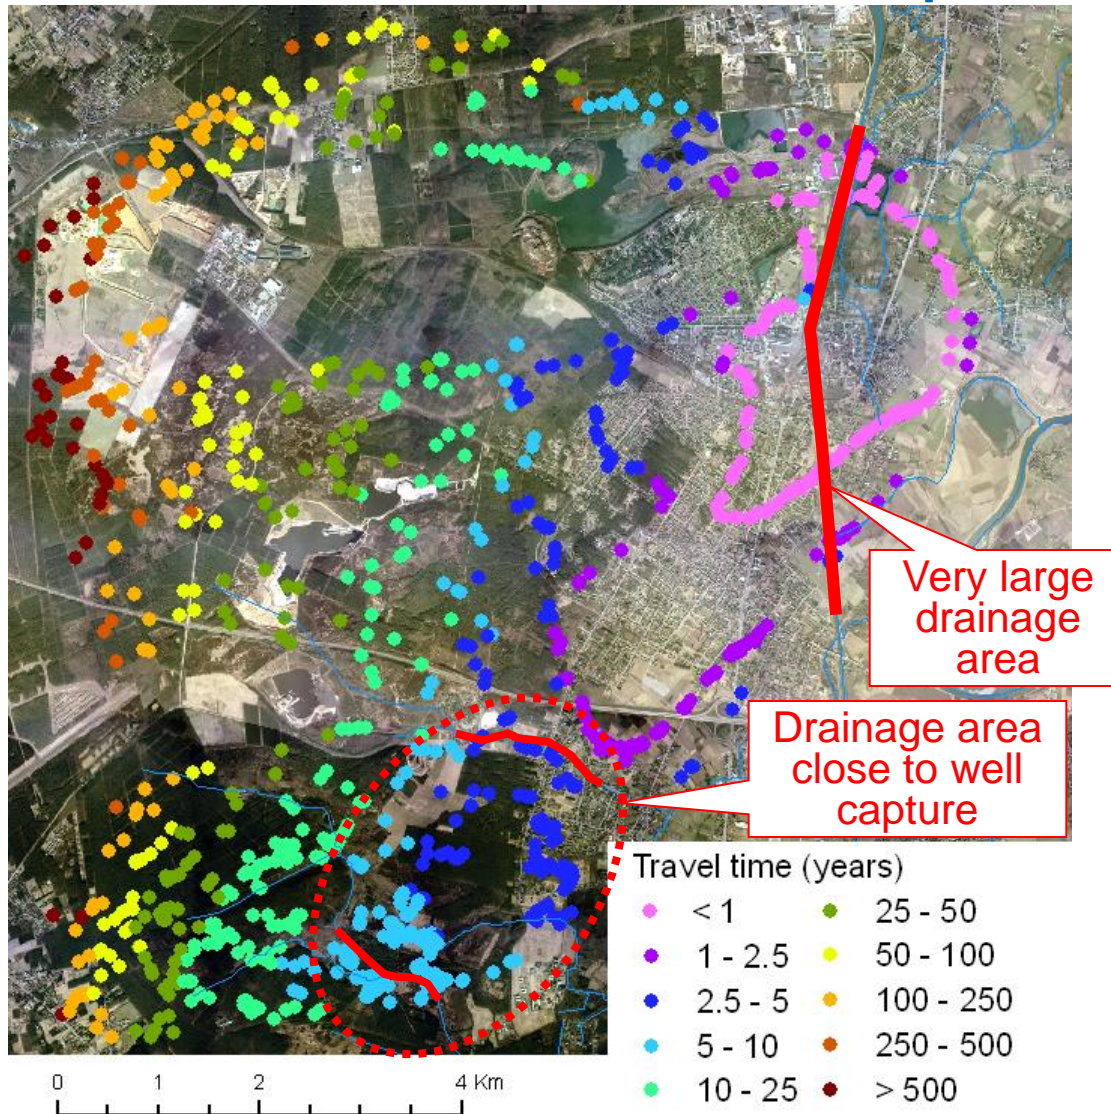 Very large
drainage
area
Drainage area
close to well
capture
Travel time (years)
< 1
25 - 50
1 - 2.5
50 - 100
2.5 - 5
100 - 250
5 - 10
250 - 500
10 - 25
> 500
0 1 2 4 Km